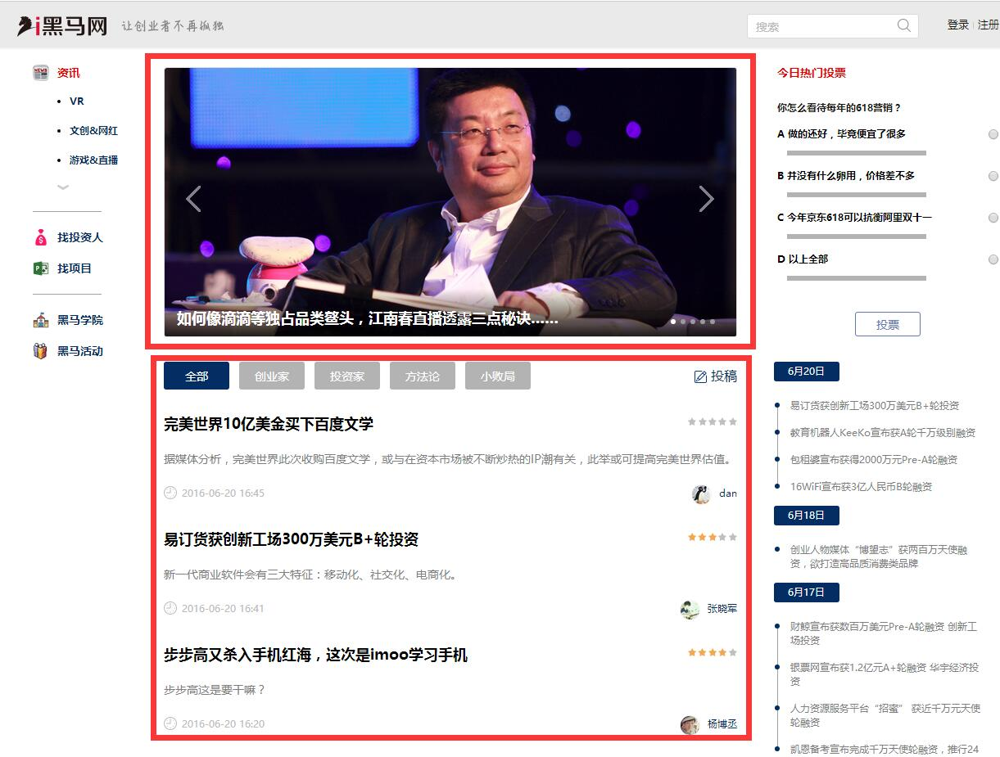 i黑马网
让创业者不再孤独
搜索
登录 | 注册
NEWS
资讯
VR
文创&网红
游戏&直播
找投资人
找项目
黑马学院
黑马活动
如何像滴滴等独占品类鳌头，江南春直播透露三点秘诀……
全部
创业家
投资家
方法论
小败局
投稿
完美世界10亿美金买下百度文学
据媒体分析，完美世界此次收购百度文学，或与在资本市场被不断炒热的IP潮有关，此举或可提高完美世界估值。
2016-06-20 16:45
dan
易订货获创新工场300万美元B+轮投资
新一代商业软件会有三大特征：移动化、社交化、电商化。
2016-06-20 16:41
张晓军
步步高又杀入手机红海，这次是imoo学习手机
步步高这是要干嘛？
2016-06-20 16:20
杨博丞
今日热门投票
你怎么看待每年的618营销？
A 做的还好，毕竟便宜了很多
B 并没有什么卵用，价格差不多
C 今年京东618可以抗衡阿里双十一
D 以上全部
投票
6月20日
易订货获创新工场300万美元B+轮投资
教育机器人KeeKo宣布获A轮千万级别融资
包租婆宣布获得2000万元Pre-A轮融资
16WiFi宣布获3亿人民币B轮融资
6月18日
创业人物媒体“博望志”获两百万天使融
资，欲打造高品质消费类品牌
6月17日
财鲸宣布获数百万美元Pre-A轮融资 创新工
场投资
银票网宣布获1.2亿元A+轮融资 华宇经济投
资
人力资源服务平台“招蜜” 获近千万元天使
轮融资
凯恩备考宣布完成千万天使轮融资，推行24